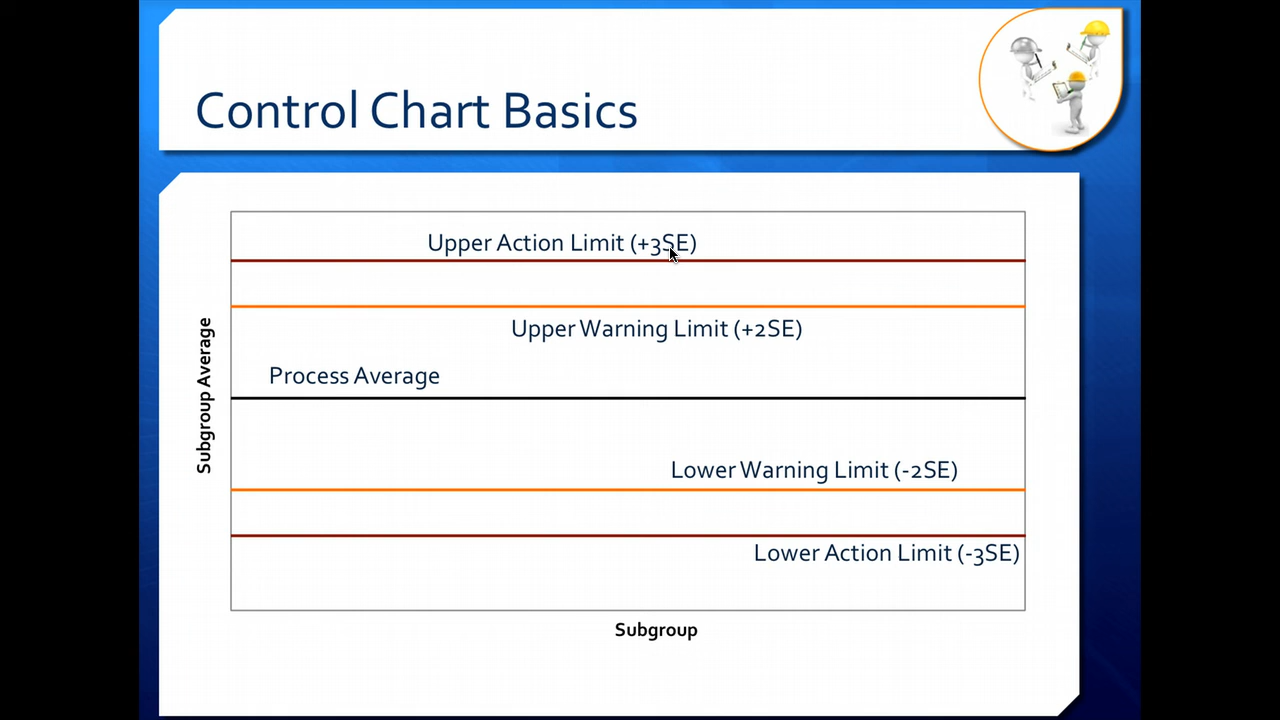 Control Chart Basics
Upper Action Limit (+3SE)
Upper Warning Limit (+2SE)
Process Average
Subgroup Average
Lower Warning Limit (-2SE)
Lower Action Limit (-3SE)
Subgroup